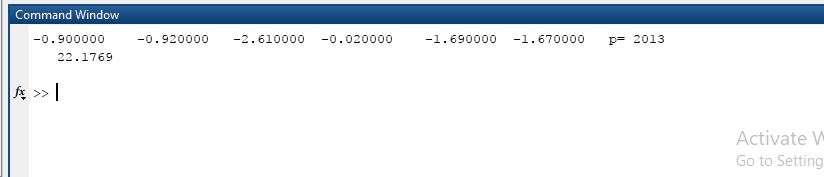 Command Window
-0.900000 -0.920000 -2.610000 -0.020000 -1.690000 -1.670000 p= 2013
22.1769
fx >>
Activate W
Go to Setting